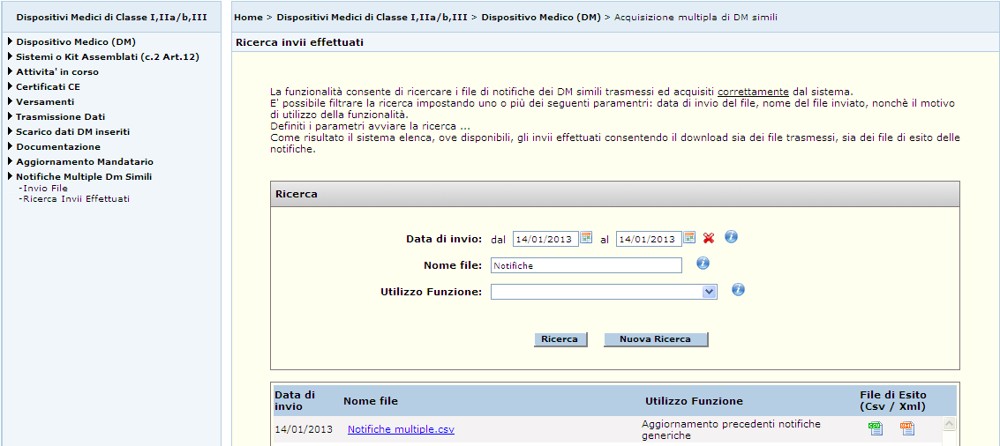 Dispositivi Medici di Classe I,IIa/b,III
Dispositivo Medico (DM)
Sistemi o Kit Assemblati (c.2 Art.12)
Attivita' in corso
Certificati CE
Versamenti
Trasmissione Dati
Scarico dati DM inseriti
Documentazione
Aggiornamento Mandatario
Notifiche Multiple Dm Simili
-Invio File
-Ricerca Invii Effettuati
Home > Dispositivi Medici di Classe I,IIa/b,III > Dispositivo Medico (DM) > Acquisizione multipla di DM simili
Ricerca invii effettuati
La funzionalità consente di ricercare i file di notifiche dei DM simili trasmessi ed acquisiti correttamente dal sistema.
E' possibile filtrare la ricerca impostando uno o più dei seguenti paramentri: data di invio del file, nome del file inviato, nonchè il motivo
di utilizzo della funzionalità.
Definiti i parametri avviare la ricerca ...
Come risultato il sistema elenca, ove disponibili, gli invii effettuati consentendo il download sia dei file trasmessi, sia dei file di esito delle
notifiche.
Ricerca
Data di invio: dal 14/01/2013 al 14/01/2013
Nome file: Notifiche
Utilizzo Funzione:
Ricerca Nuova Ricerca
Data di invio Nome file Utilizzo Funzione File di Esito (Csv / Xml)
14/01/2013 Notifiche multiple.csv Aggiornamento precedenti notifiche generiche